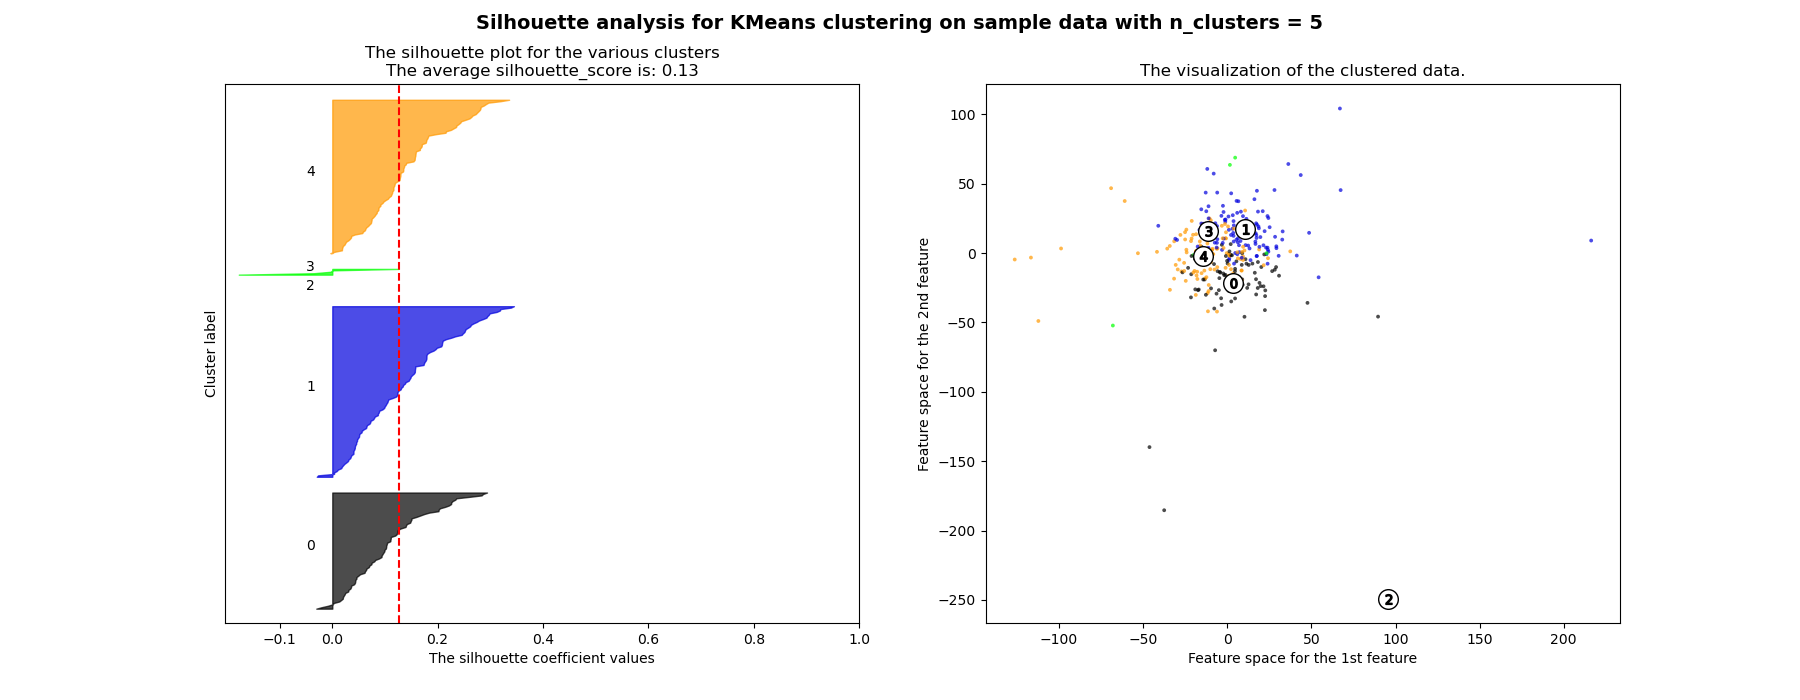 Silhouette analysis for KMeans clustering on sample data with n_clusters = 5
The silhouette plot for the various clusters
The average silhouette_score is: 0.13
4
3
2
1
0
Cluster label
−0.1 0.0 0.2 0.4 0.6 0.8 1.0
The silhouette coefficient values
The visualization of the clustered data.
100
50
0
−50
−100
−150
−200
−250
Feature space for the 2nd feature
3 1
4
0
2
−100 −50 0 50 100 150 200
Feature space for the 1st feature